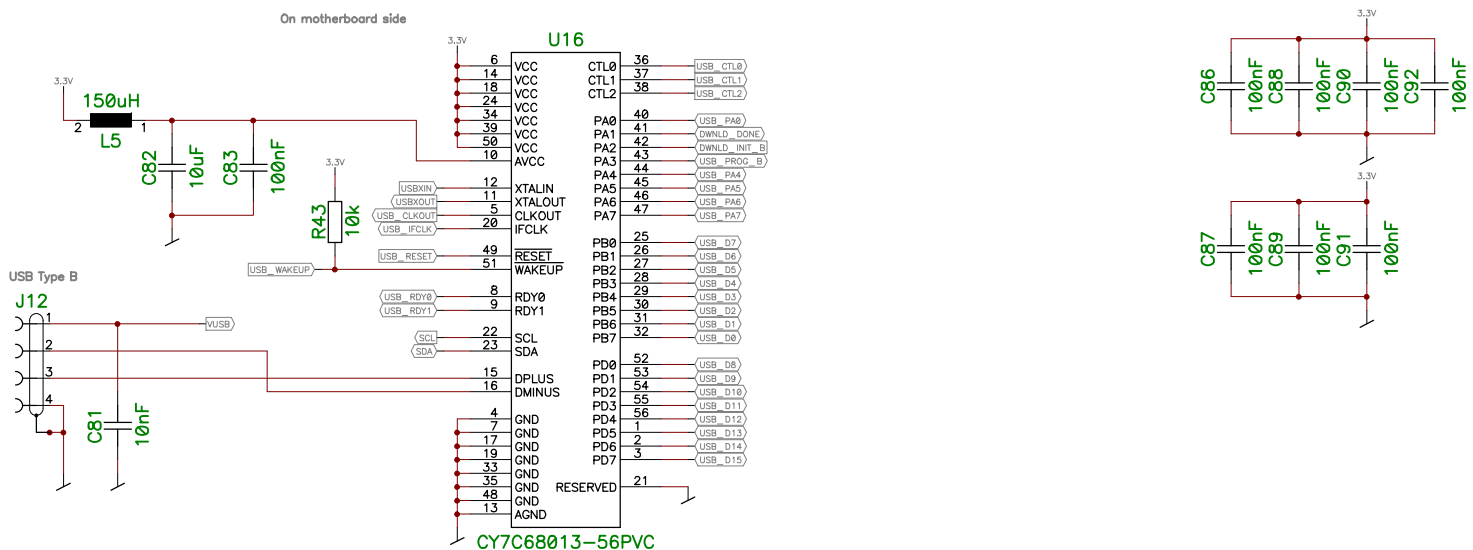 On motherboard side
3.3V
U16
3.3V
3.3V
150uH
2
1
L5
C82
10uF
C83
100nF
3.3V
R43
10k
6 VCC
14 VCC
18 VCC
24 VCC
34 VCC
39 VCC
50 VCC
10 AVCC
USBXIN 12 XTALIN
USBXOUT 11 XTALOUT
USB_CLKOUT 5 CLKOUT
USB_IFCLK 20 IFCLK
USB_RESET 49 RESET
USB_WAKEUP 51 WAKEUP
USB_RDY0 8 RDY0
USB_RDY1 9 RDY1
SCL 22 SCL
SDA 23 SDA
15 DPLUS
16 DMINUS
4 GND
7 GND
17 GND
19 GND
33 GND
35 GND
48 GND
13 AGND
CTL0 36 USB_CTL0
CTL1 37 USB_CTL1
CTL2 38 USB_CTL2
PA0 40 USB_PA0
PA1 41 DWNLD_DONE
PA2 42 DWNLD_INIT_B
PA3 43 USB_PROG_B
PA4 44 USB_PA4
PA5 45 USB_PA5
PA6 46 USB_PA6
PA7 47 USB_PA7
PB0 25 USB_D7
PB1 26 USB_D6
PB2 27 USB_D5
PB3 28 USB_D4
PB4 29 USB_D3
PB5 30 USB_D2
PB6 31 USB_D1
PB7 32 USB_D0
PD0 52 USB_D8
PD1 53 USB_D9
PD2 54 USB_D10
PD3 55 USB_D11
PD4 56 USB_D12
PD5 1 USB_D13
PD6 2 USB_D14
PD7 3 USB_D15
RESERVED 21
CY7C68013-56PVC
USB Type B
J12
1
2
3
4
VUSB
C81
10nF
C86
100nF
C88
100nF
C90
100nF
C92
100nF
3.3V
C87
100nF
C89
100nF
C91
100nF